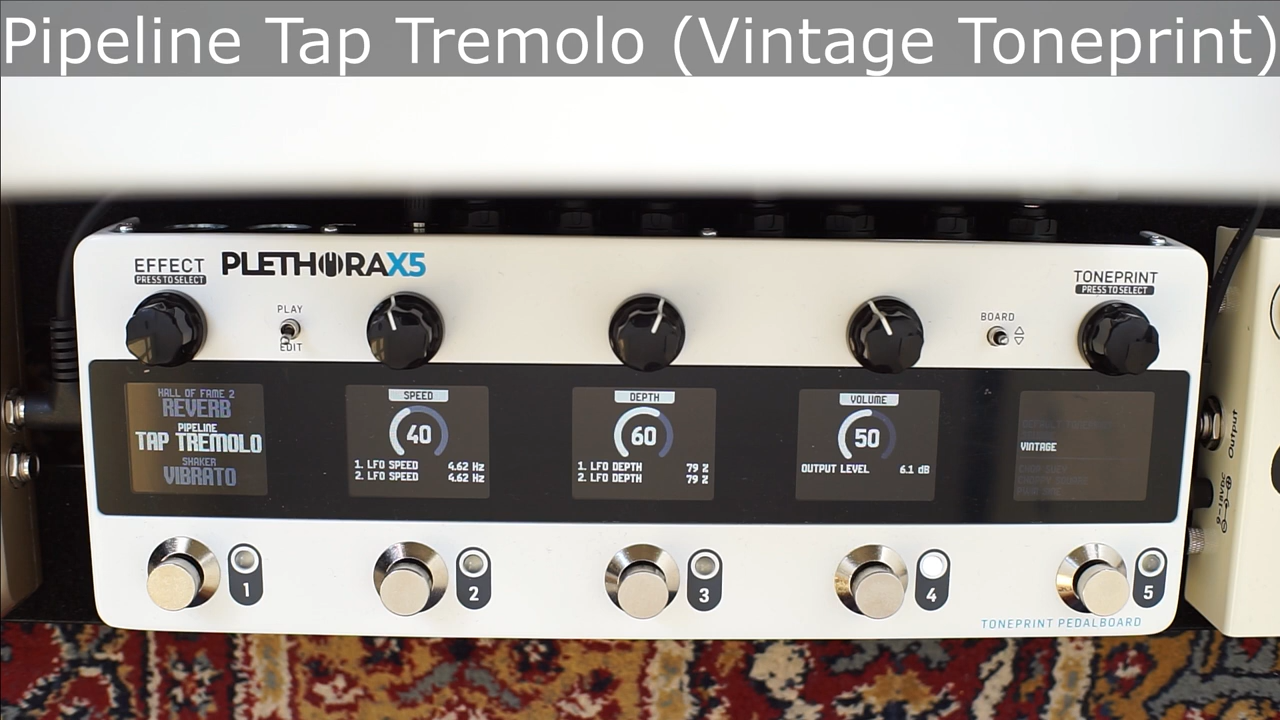 Pipeline Tap Tremolo (Vintage Toneprint)
EFFECT
PRESS TO SELECT
PLETHORAX5
PLAY
EDIT
BOARD
TONEPRINT
PRESS TO SELECT
HALL OF FAME 2
REVERB
PIPELINE
TAP TREMOLO
SHAKER
VIBRATO
SPEED
40
1. LFO SPEED 4.62 Hz
2. LFO SPEED 4.62 Hz
DEPTH
60
1. LFO DEPTH 79 %
2. LFO DEPTH 79 %
VOLUME
50
OUTPUT LEVEL 6.1 dB
VINTAGE
Output
9-18VDC
1
2
3
4
5
TONEPRINT PEDALBOARD